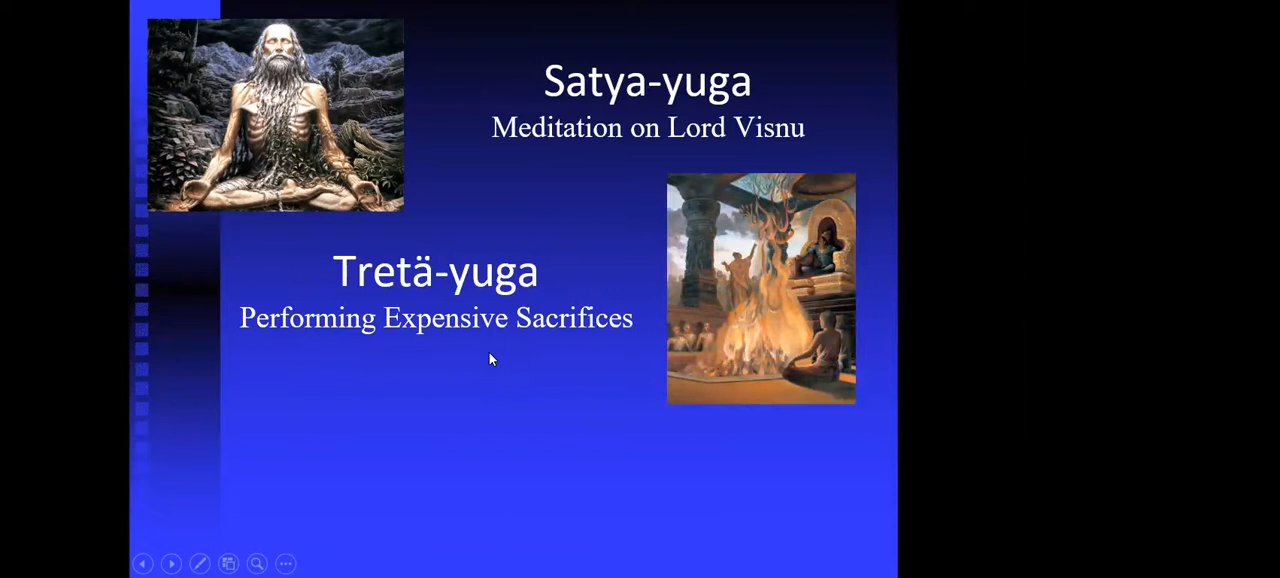 Satya-yuga
Meditation on Lord Visnu
Tretä-yuga
Performing Expensive Sacrifices